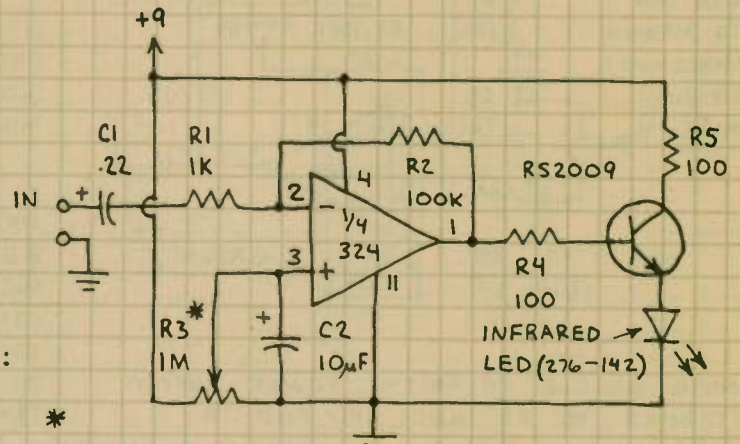 +9
C1
.22
R1
1K
R2
100K
RS2009
R5
100
IN
+
2
-
4
1/4
324
1
3
+
11
R4
100
R3 *
1M
+
C2
10µF
INFRARED
LED (276-142)
:
*